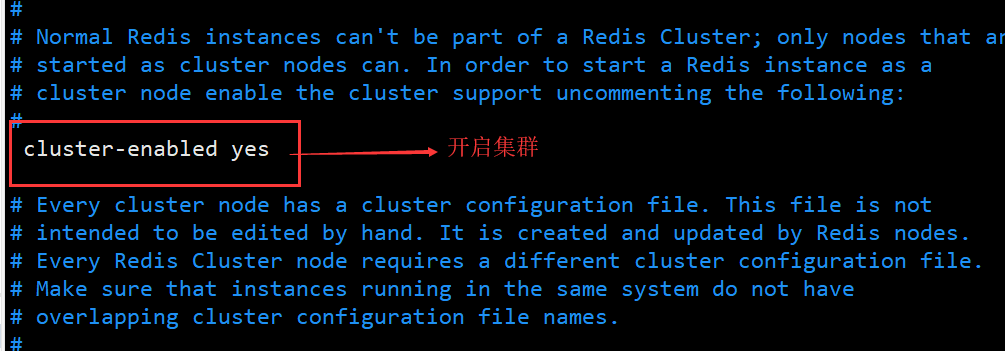 #
# Normal Redis instances can't be part of a Redis Cluster; only nodes that
# started as cluster nodes can. In order to start a Redis instance as a
# cluster node enable the cluster support uncommenting the following:
#
cluster-enabled yes 开启集群
# Every cluster node has a cluster configuration file. This file is not
# intended to be edited by hand. It is created and updated by Redis nodes.
# Every Redis Cluster node requires a different cluster configuration file.
# Make sure that instances running in the same system do not have
# overlapping cluster configuration file names.
#